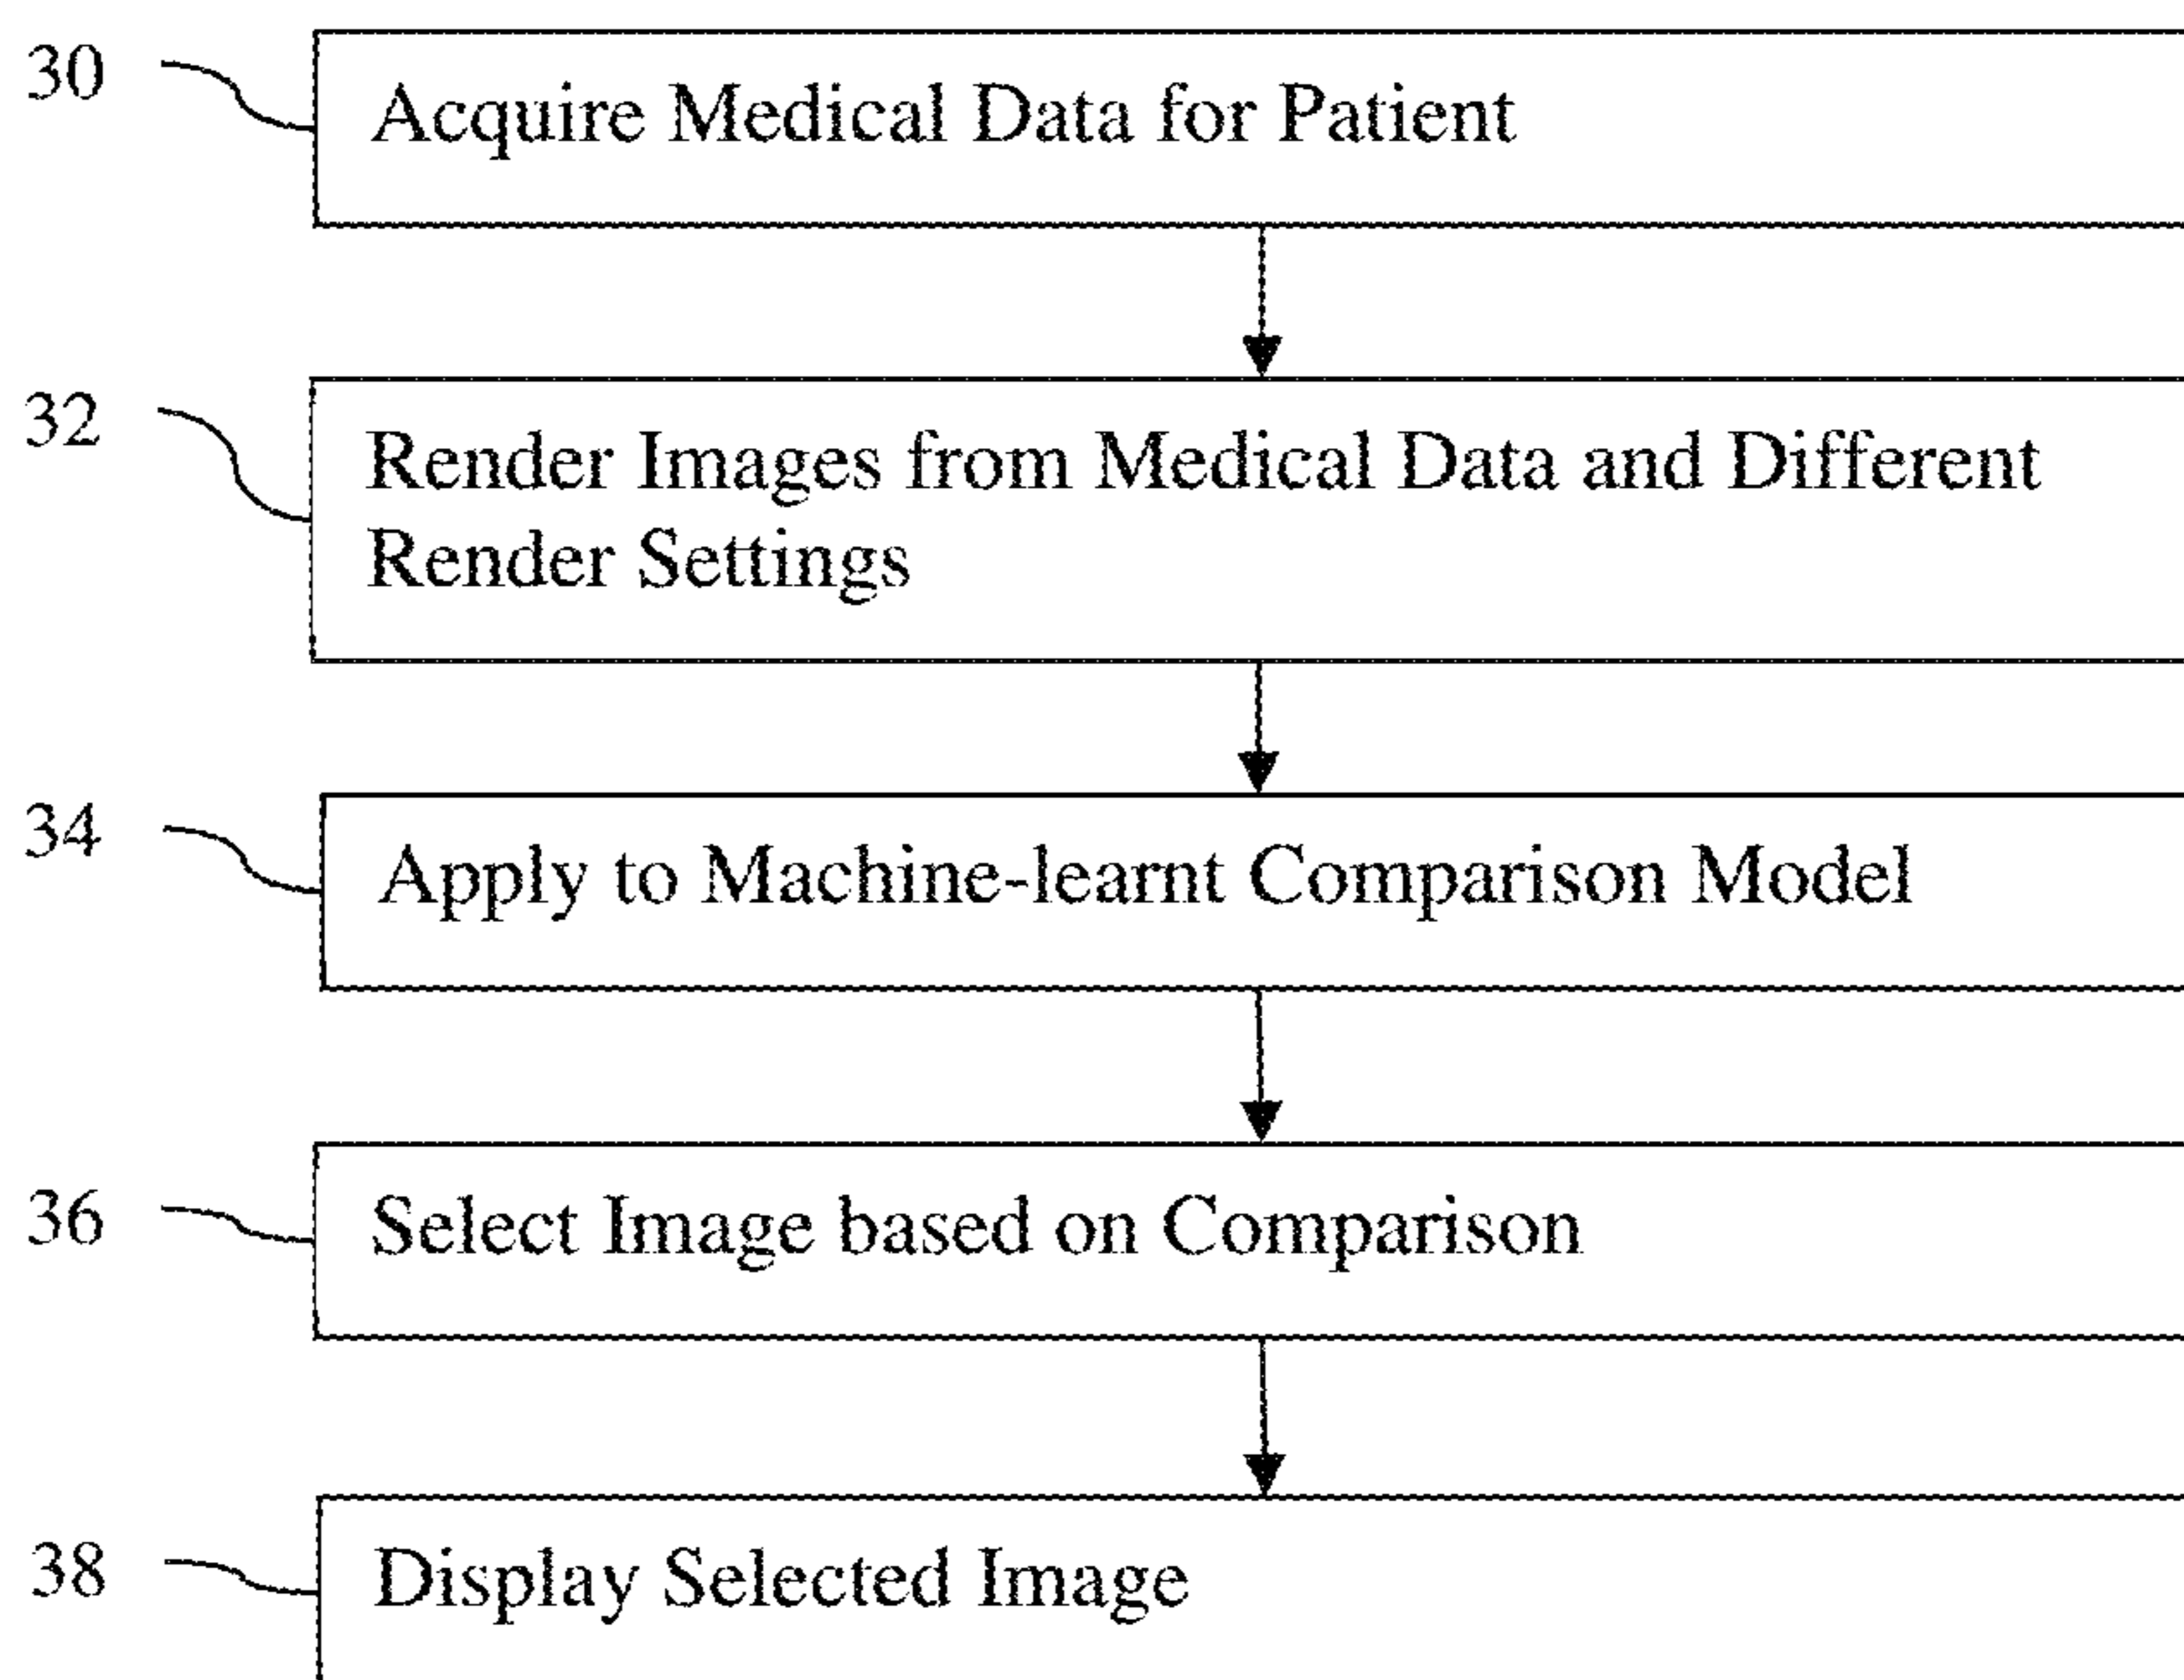 30 Acquire Medical Data for Patient
32 Render Images from Medical Data and Different
Render Settings
34 Apply to Machine-learnt Comparison Model
36 Select Image based on Comparison
38 Display Selected Image